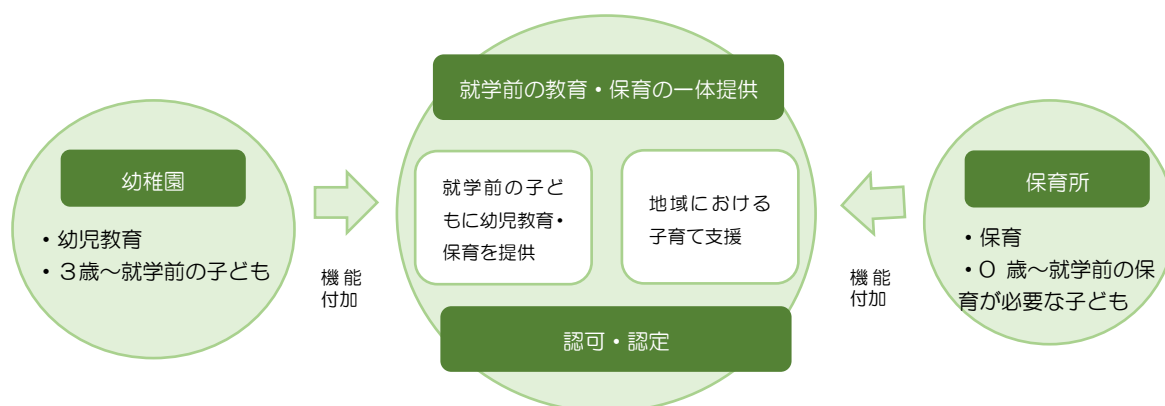 就学前の教育・保育の一体提供
幼稚園
・幼児教育
・３歳～就学前の子ども
機能
付加
就学前の子ど
もに幼児教育・
保育を提供
地域における
子育て支援
認可・認定
機能
付加
保育所
・保育
・０歳～就学前の保
育が必要な子ども